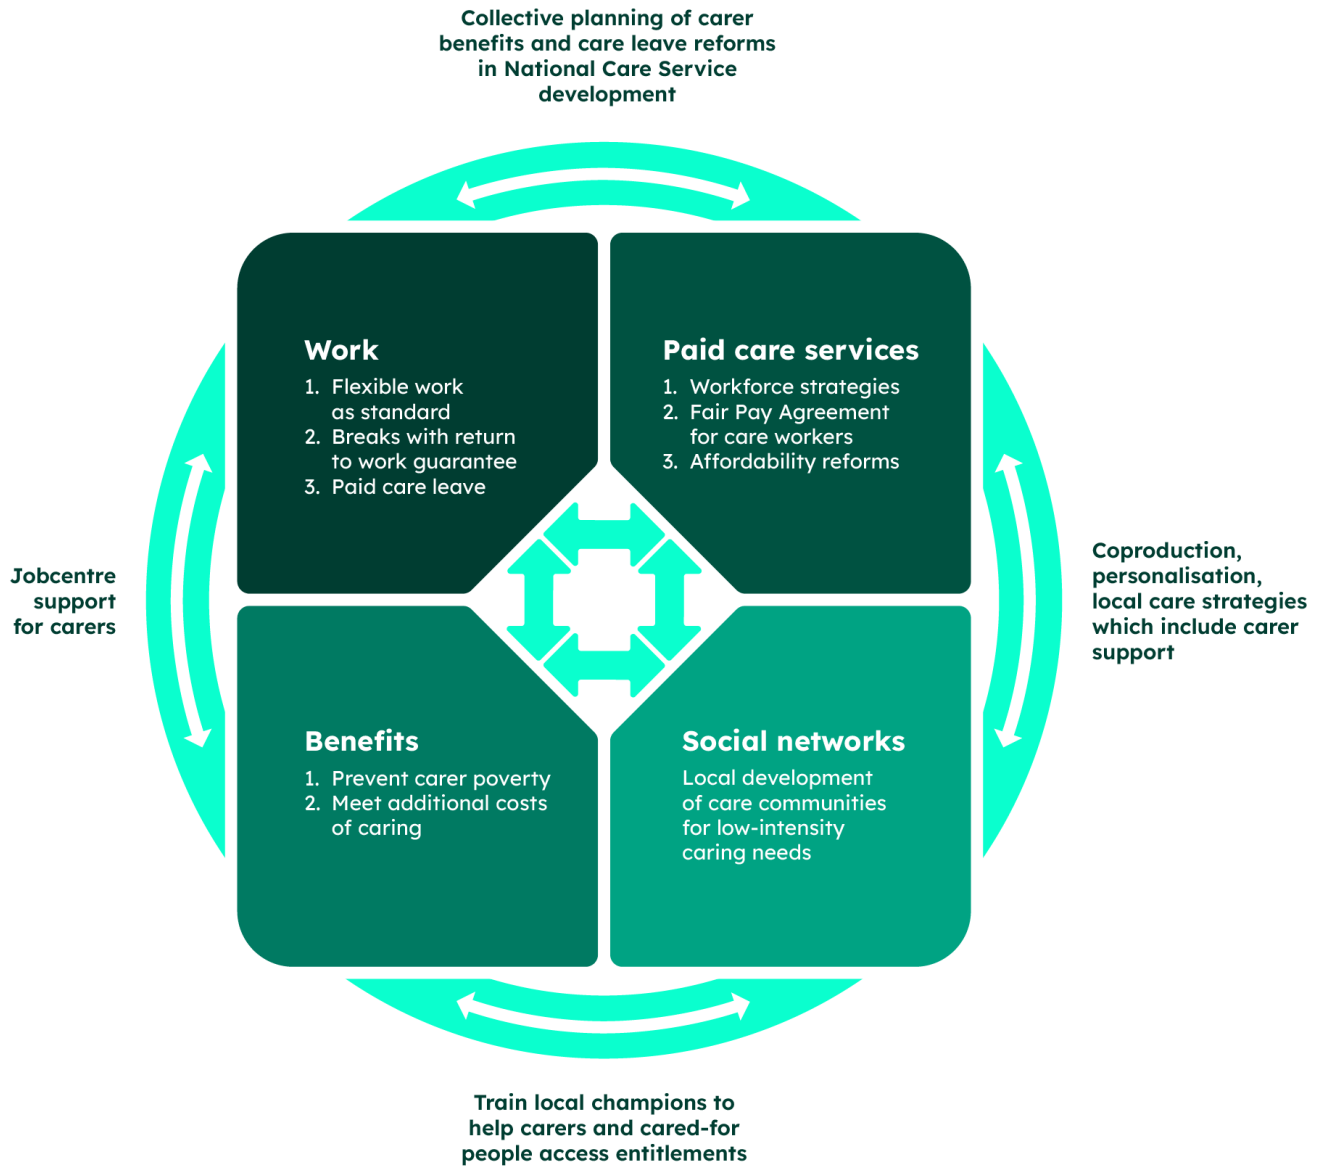 Collective planning of carer
benefits and care leave reforms
in National Care Service
development
Work
1. Flexible work
as standard
2. Breaks with return
to work guarantee
3. Paid care leave
Paid care services
1. Workforce strategies
2. Fair Pay Agreement
for care workers
3. Affordability reforms
Jobcentre
support
for carers
Coproduction,
personalisation,
local care strategies
which include carer
support
Benefits
1. Prevent carer poverty
2. Meet additional costs
of caring
Social networks
Local development
of care communities
for low-intensity
caring needs
Train local champions to
help carers and cared-for
people access entitlements